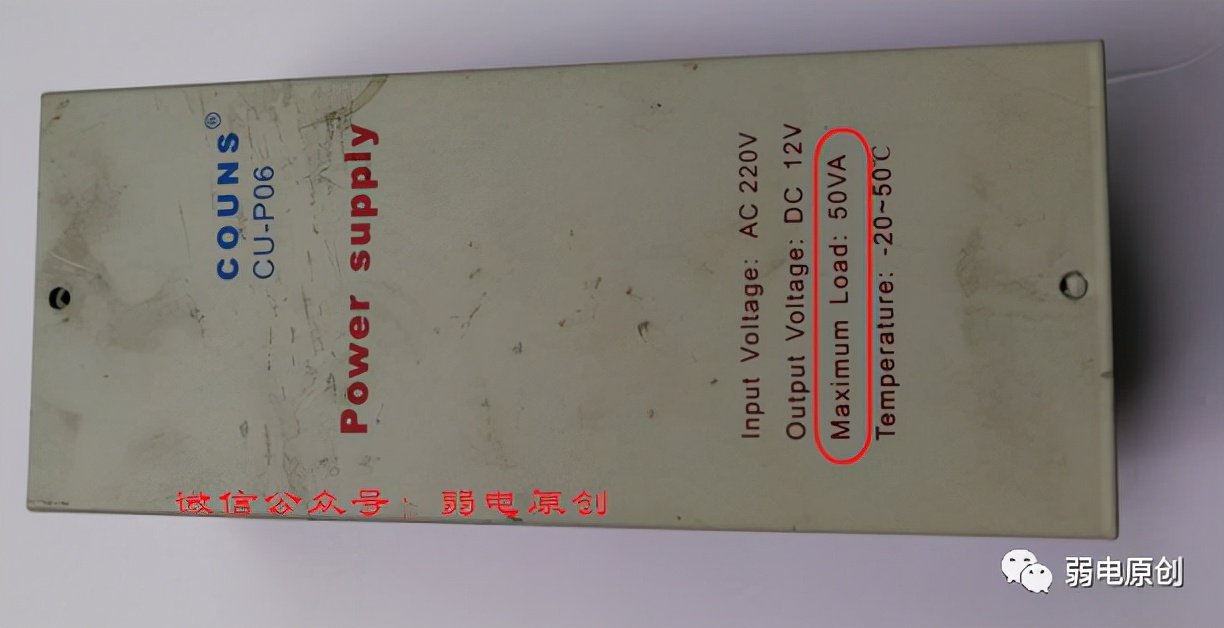 COUNS®
CU-P06
Power supply
Input Voltage: AC 220V
Output Voltage: DC 12V
Maximum Load: 50VA
Temperature: -20~50℃
微信公众号：弱电原创
弱电原创